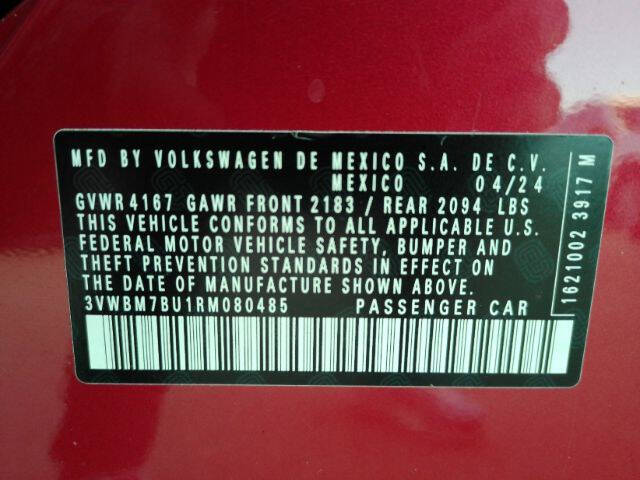 MFD BY VOLKSWAGEN DE MEXICO S.A. DE C.V.
MEXICO 04/24
GVWR 4167 GAWR FRONT 2183 / REAR 2094 LBS
THIS VEHICLE CONFORMS TO ALL APPLICABLE U.S.
FEDERAL MOTOR VEHICLE SAFETY, BUMPER AND
THEFT PREVENTION STANDARDS IN EFFECT ON
THE DATE OF MANUFACTURE SHOWN ABOVE.
3VWBM7BU1RM080485 PASSENGER CAR
1621002 3917 M